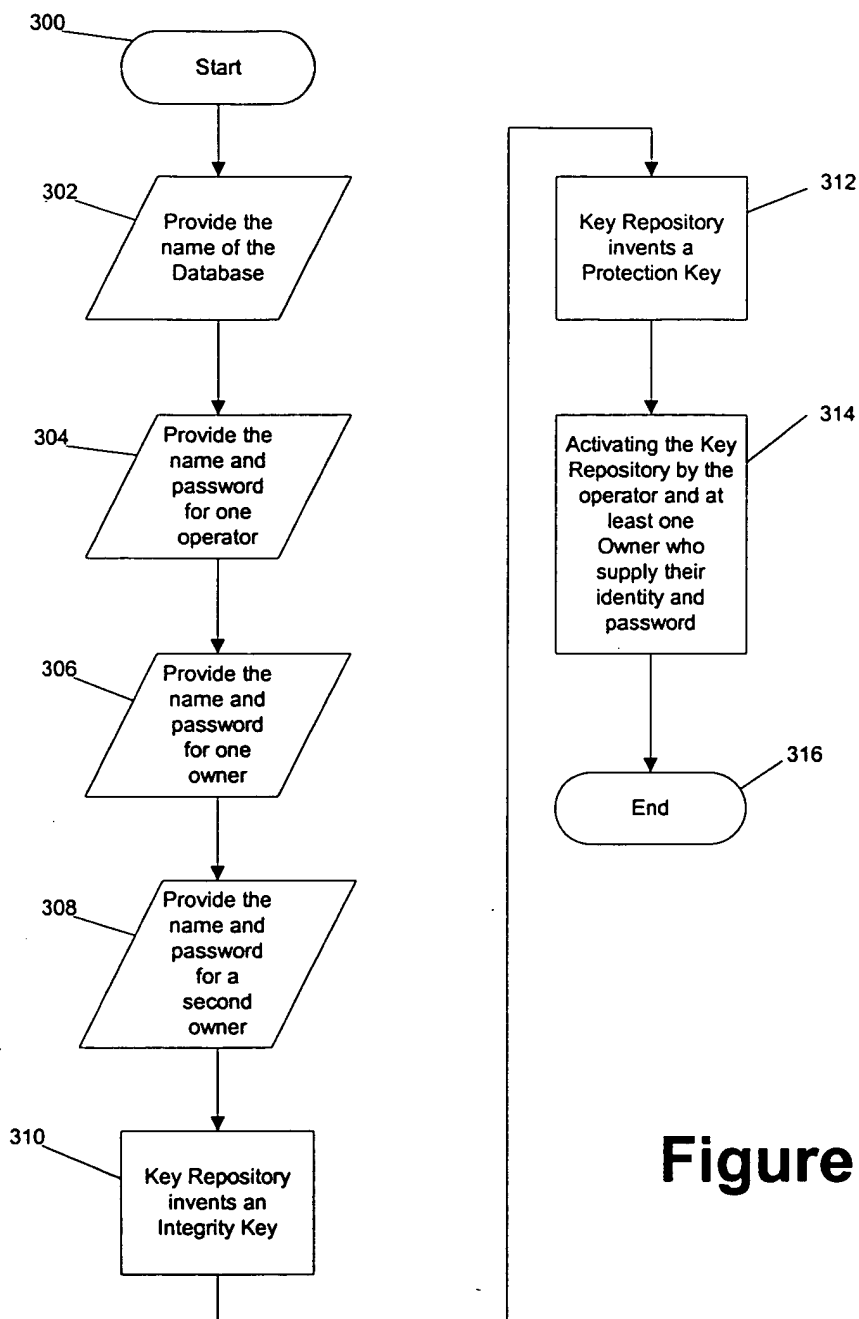 300
Start
302
Provide the
name of the
Database
304
Provide the
name and
password
for one
operator
306
Provide the
name and
password
for one
owner
308
Provide the
name and
password
for a
second
owner
310
Key Repository
invents an
Integrity Key
312
Key Repository
invents a
Protection Key
314
Activating the Key
Repository by the
operator and at
least one
Owner who
supply their
identity and
password
316
End
Figure